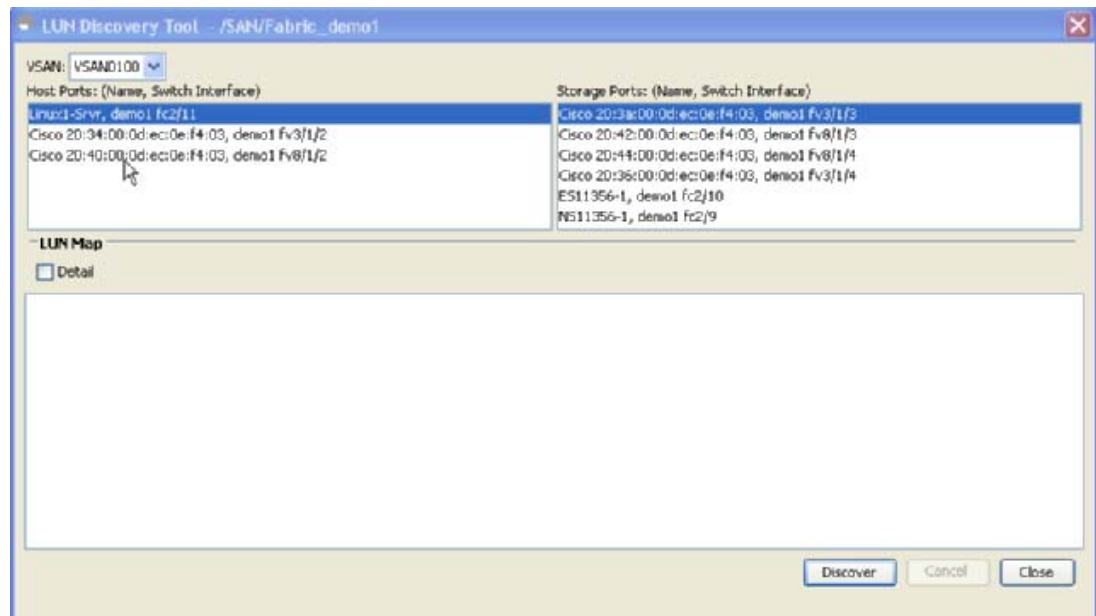 LUN Discovery Tool - /SAN/Fabric_demo1
VSAN: VSAN0100
Host Ports: (Name, Switch Interface)
Linux1-Srvr, demo1 fc2/11
Cisco 20:34:00:0d:ec:0e:f4:03, demo1 fv3/1/2
Cisco 20:40:00:0d:ec:0e:f4:03, demo1 fv8/1/2
Storage Ports: (Name, Switch Interface)
Cisco 20:3a:00:0d:ec:0e:f4:03, demo1 fv3/1/3
Cisco 20:42:00:0d:ec:0e:f4:03, demo1 fv8/1/3
Cisco 20:44:00:0d:ec:0e:f4:03, demo1 fv8/1/4
Cisco 20:36:00:0d:ec:0e:f4:03, demo1 fv3/1/4
ES11356-1, demo1 fc2/10
NS11356-1, demo1 fc2/9
LUN Map
Detail
Discover
Cancel
Close